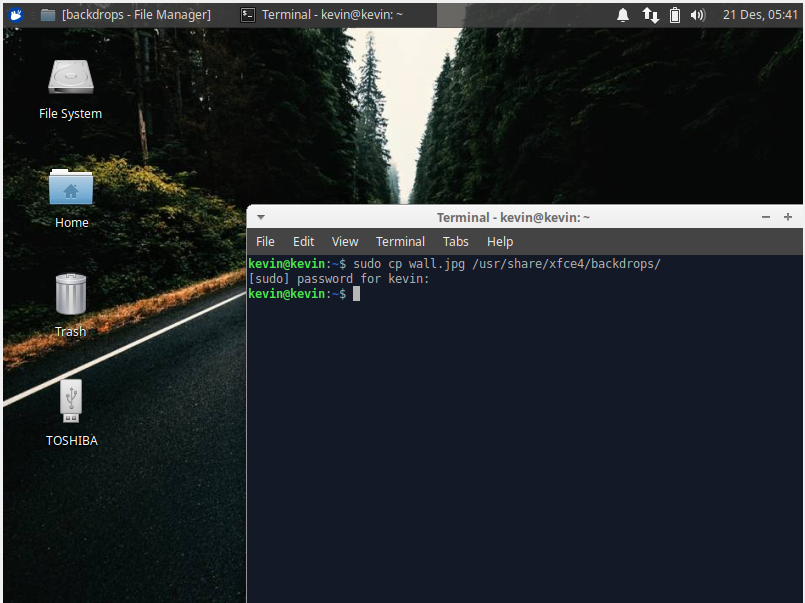 [backdrops - File Manager]
Terminal - kevin@kevin: ~
21 Des, 05:41
File System
Home
Trash
TOSHIBA
Terminal - kevin@kevin: ~
File Edit View Terminal Tabs Help
kevin@kevin:~$ sudo cp wall.jpg /usr/share/xfce4/backdrops/
[sudo] password for kevin:
kevin@kevin:~$